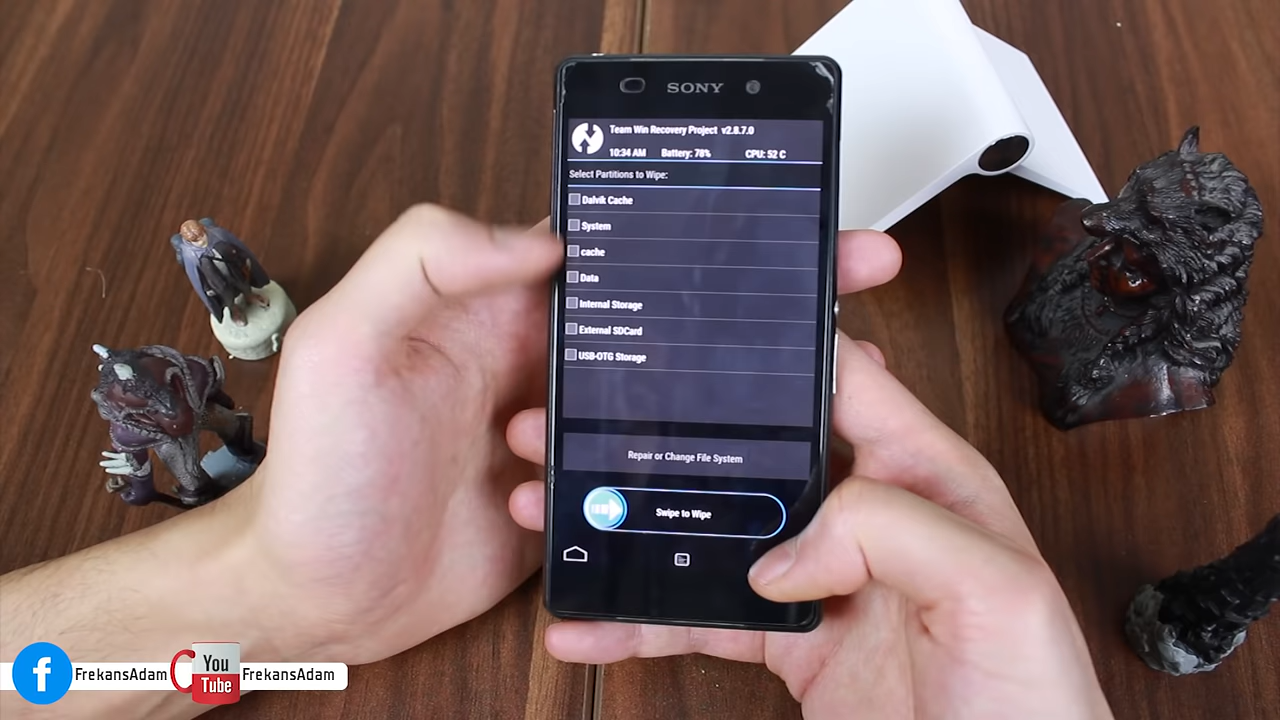 SONY
Team Win Recovery Project v2.8.7.0
10:34 AM Battery: 78% CPU: 52 C
Select Partitions to Wipe:
Dalvik Cache
System
cache
Data
Internal Storage
External SDCard
USB-OTG Storage
Repair or Change File System
Swipe to Wipe
f FrekansAdam You Tube FrekansAdam